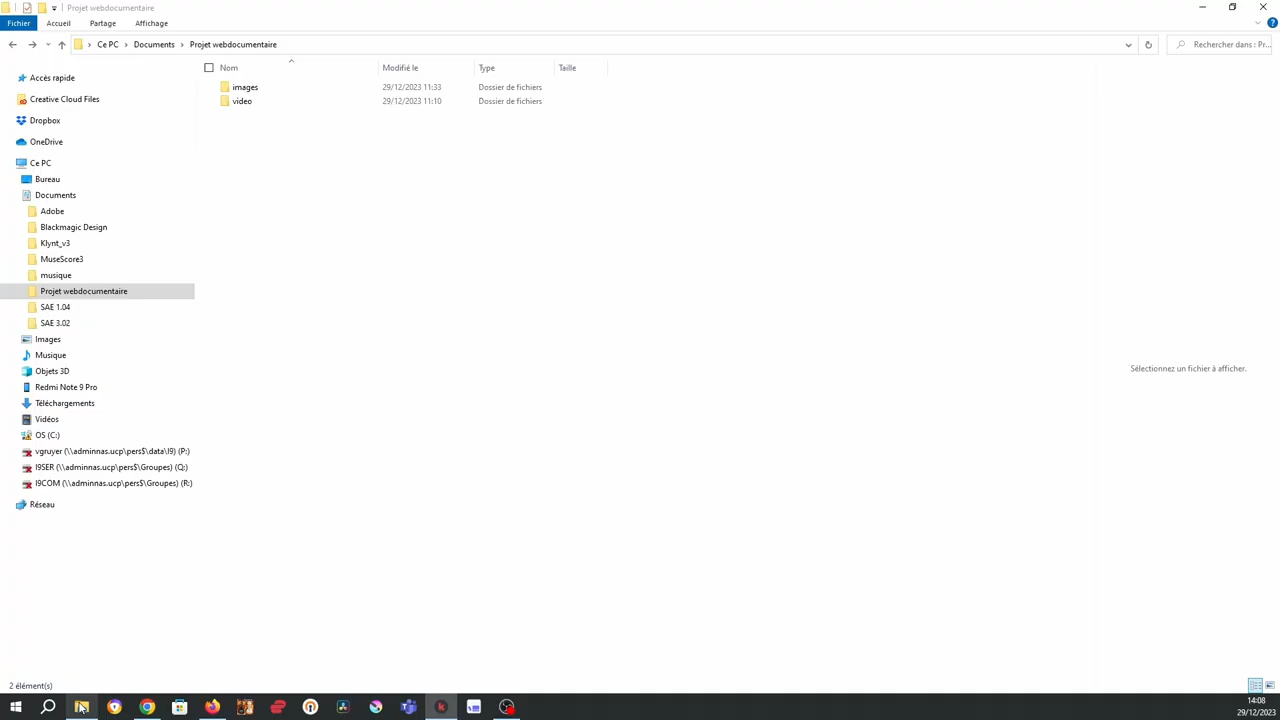 Projet webdocumentaire
Fichier Accueil Partage Affichage
Ce PC Documents Projet webdocumentaire Rechercher dans : Pr...
Nom Modifié le Type Taille
images 29/12/2023 11:33 Dossier de fichiers
video 29/12/2023 11:10 Dossier de fichiers
Accès rapide
Creative Cloud Files
Dropbox
OneDrive
Ce PC
Bureau
Documents
Adobe
Blackmagic Design
Klynt_v3
MuseScore3
musique
Projet webdocumentaire
SAE 1.04
SAE 3.02
Images
Musique
Objets 3D
Redmi Note 9 Pro
Téléchargements
Vidéos
OS (C:)
vgruyer (\\adminnas.ucp\pers$\data\I9) (P:)
I9SER (\\adminnas.ucp\pers$\Groupes) (Q:)
I9COM (\\adminnas.ucp\pers$\Groupes) (R:)
Réseau
Sélectionnez un fichier à afficher.
2 élément(s)
14:08
29/12/2023